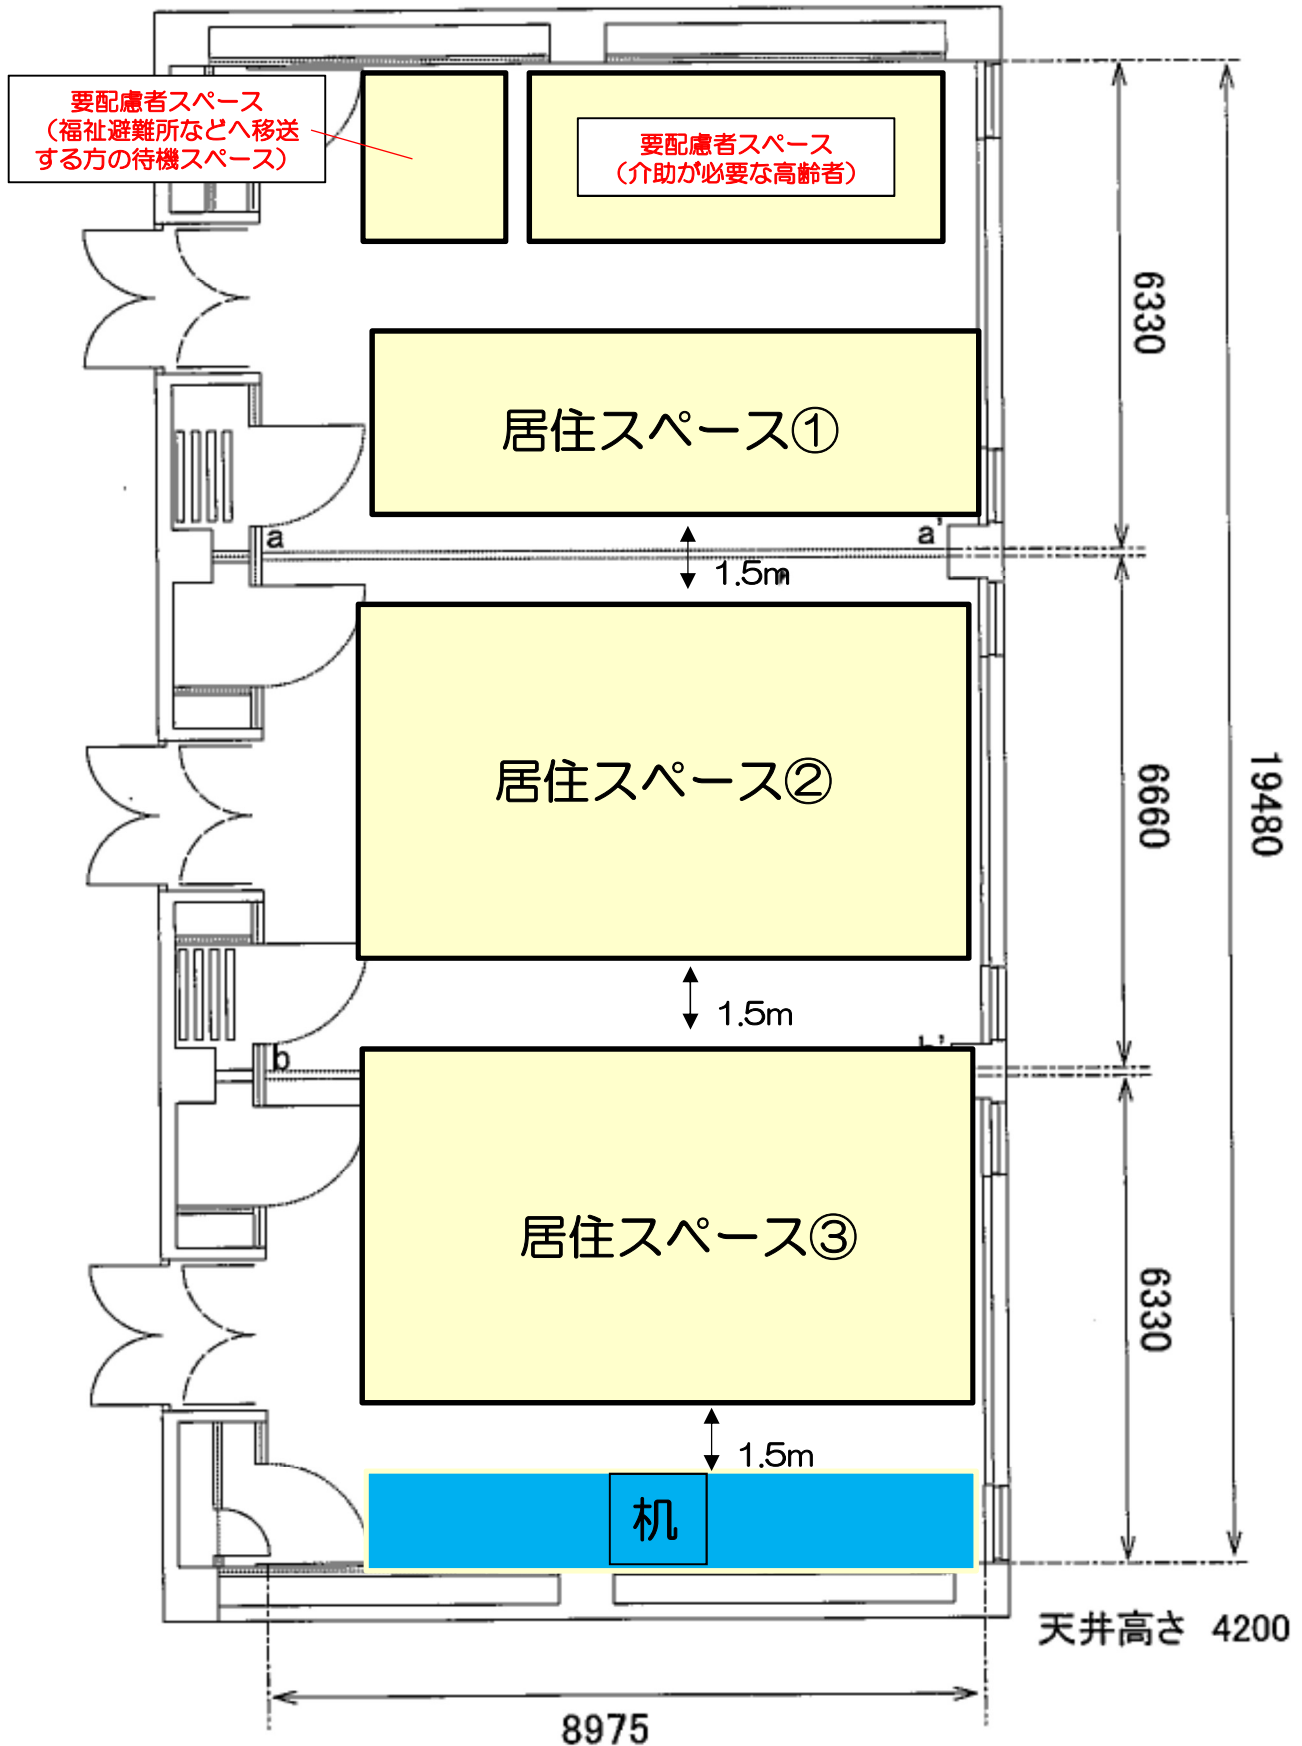 要配慮者スペース
（福祉避難所などへ移送
する方の待機スペース）
要配慮者スペース
（介助が必要な高齢者）
6330
居住スペース①
a
a'
1.5m
6660
19480
居住スペース②
1.5m
b
b'
居住スペース③
6330
1.5m
机
天井高さ 4200
8975